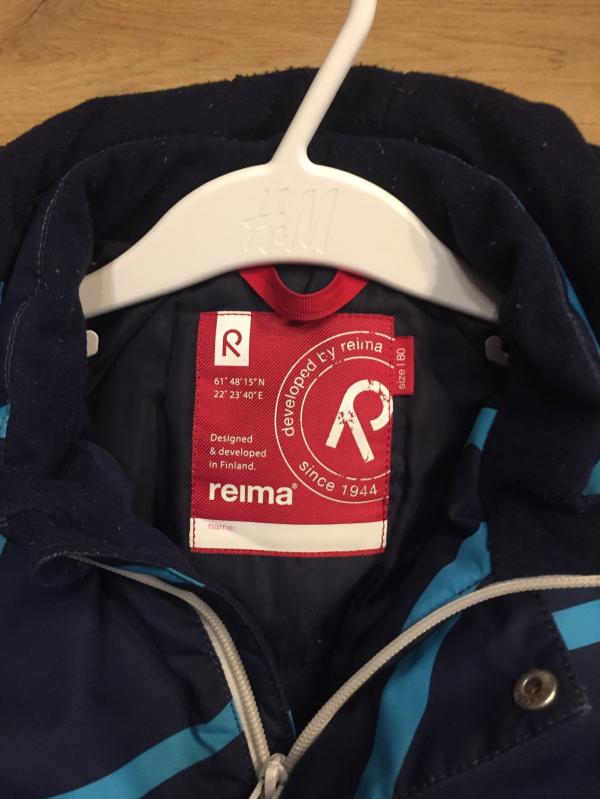 H&M
R
61° 48' 15" N
22° 23' 40" E
Designed
& developed
in Finland.
reima®
name:
developed by reima
R
since 1944
size | 80